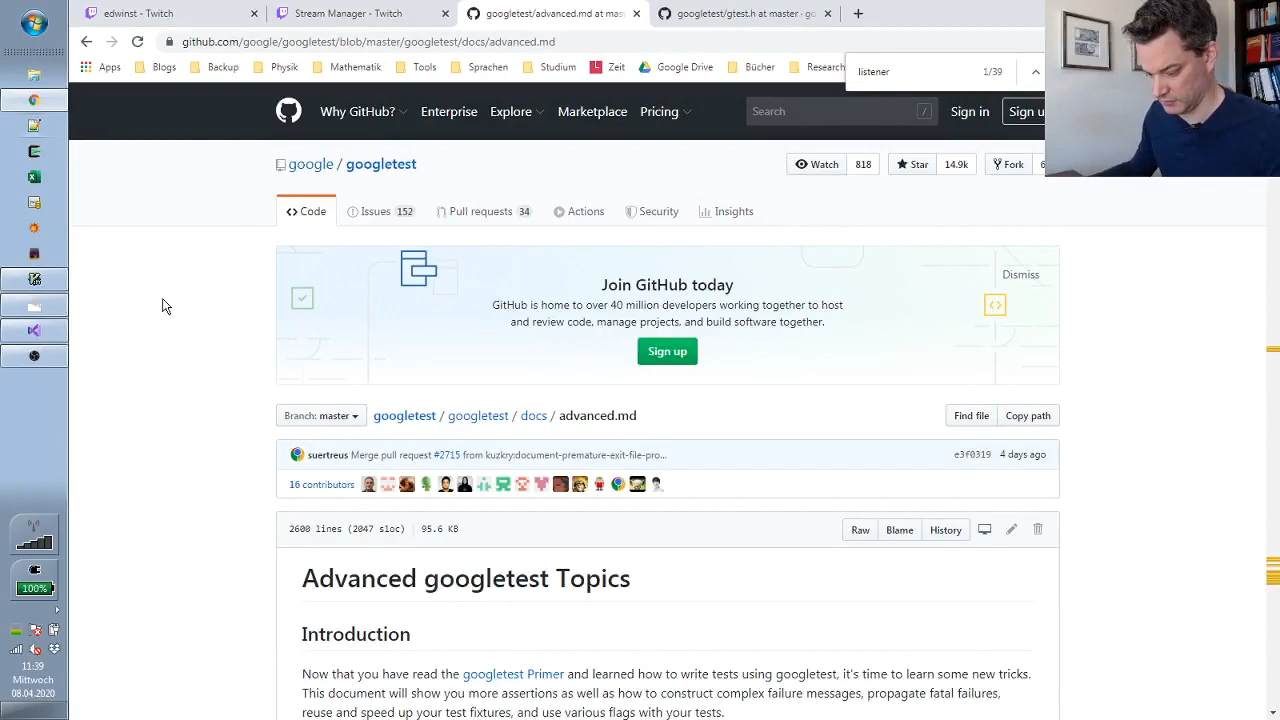 edwinst - Twitch
Stream Manager - Twitch
googletest/advanced.md at mas
googletest/gtest.h at master · go
github.com/google/googletest/blob/master/googletest/docs/advanced.md
Apps
Blogs
Backup
Physik
Mathem
Tools
Sprachen
Studium
Zeit
Google Drive
Bücher
Research
listener
1/39
Why GitHub?
Enterprise
Explore
Marketplace
Pricing
Search
/
Sign in
Sign u
google / googletest
Watch 818
Star 14.9k
Fork
Code
Issues 152
Pull requests 34
Actions
Security
Insights
Join GitHub today
Dismiss
GitHub is home to over 40 million developers working together to host
and review code, manage projects, and build software together.
Sign up
Branch: master
googletest / googletest / docs / advanced.md
Find file
Copy path
suertreus Merge pull request #2715 from kuzkry:document-premature-exit-file-pro...
e3f0319 4 days ago
16 contributors
2600 lines (2047 sloc)
95.6 KB
Raw
Blame
History
Advanced googletest Topics
Introduction
Now that you have read the googletest Primer and learned how to write tests using googletest, it's time to learn some new tricks.
This document will show you more assertions as well as how to construct complex failure messages, propagate fatal failures,
reuse and speed up your test fixtures, and use various flags with your tests.
100%
11:39
Mittwoch
08.04.2020